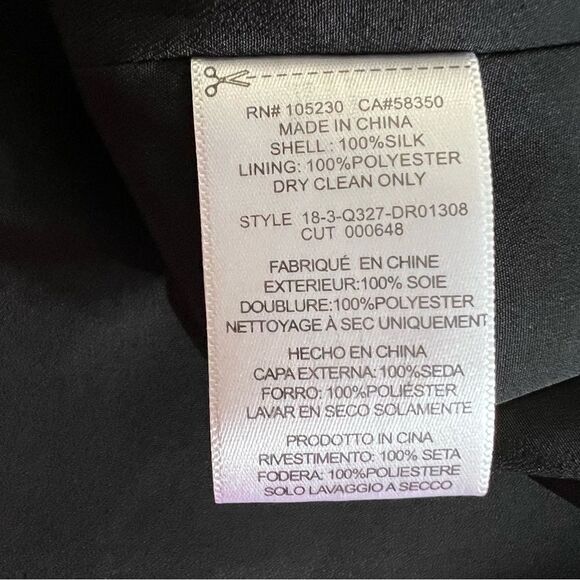 RN# 105230 CA#58350
MADE IN CHINA
SHELL : 100%SILK
LINING: 100%POLYESTER
DRY CLEAN ONLY
STYLE 18-3-Q327-DR01308
CUT 000648
FABRIQUÉ EN CHINE
EXTERIEUR:100% SOIE
DOUBLURE:100%POLYESTER
NETTOYAGE À SEC UNIQUEMENT
HECHO EN CHINA
CAPA EXTERNA: 100%SEDA
FORRO: 100%POLIÉSTER
LAVAR EN SECO SOLAMENTE
PRODOTTO IN CINA
RIVESTIMENTO: 100% SETA
FODERA: 100%POLIESTERE
SOLO LAVAGGIO A SECCO